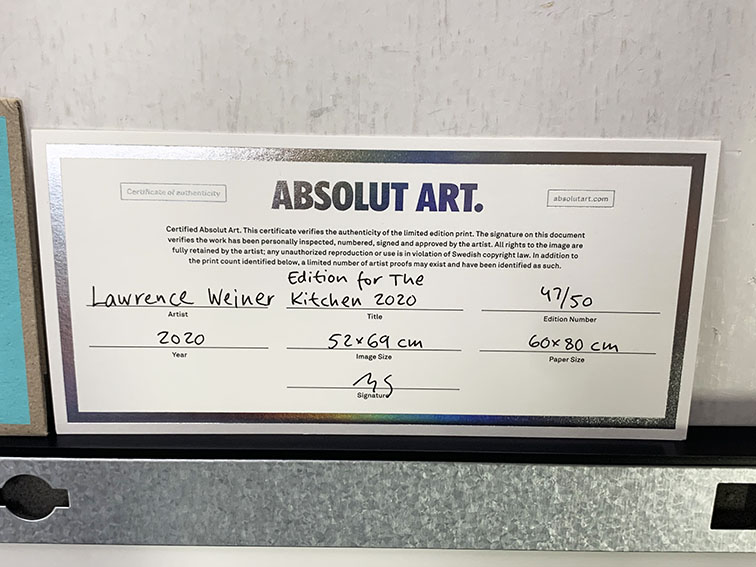 Certificate of authenticity
ABSOLUT ART.
absolutart.com
Certified Absolut Art. This certificate verifies the authenticity of the limited edition print. The signature on this document
verifies the work has been personally inspected, numbered, signed and approved by the artist. All rights to the image are
fully retained by the artist; any unauthorized reproduction or use is in violation of Swedish copyright law. In addition to
the print count identified below, a limited number of artist proofs may exist and have been identified as such.
Lawrence Weiner
Artist
Edition for The
Kitchen 2020
Title
47/50
Edition Number
2020
Year
52x69 cm
Image Size
60x80 cm
Paper Size
Signature